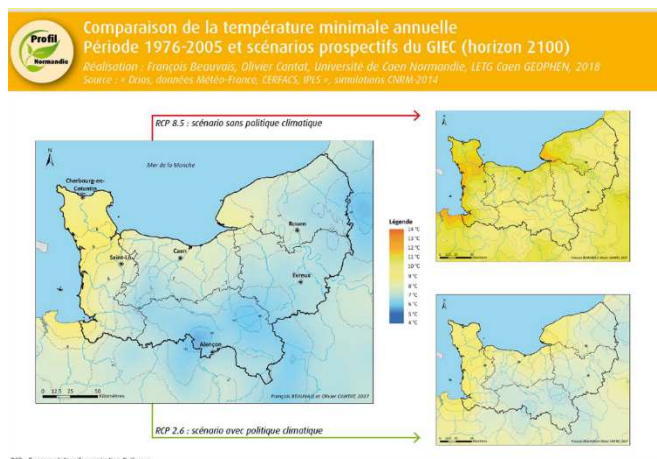 Profil
Normandie
Comparaison de la température minimale annuelle
Période 1976-2005 et scénarios prospectifs du GIEC (horizon 2100)
Réalisation : François Beauvais, Olivier Cantat, Université de Caen Normandie, LETG Caen GEOPHEN, 2018
Source : « Drias, données Météo-France, CERFACS, IPLS », simulations CNRM-2014
RCP 8.5 : scénario sans politique climatique
N
Mer de la Manche
Cherbourg-en-
Cotentin
Rouen
Caen
Saint-Lô
Evreux
Alençon
0 12,5 25 50
Kilomètres
François BEAUVAIS et Olivier CANTAT, 2017
Légende
14 °C
13 °C
12 °C
11 °C
10 °C
9 °C
8 °C
7 °C
6 °C
5 °C
4 °C
N
N
RCP 2.6 : scénario avec politique climatique